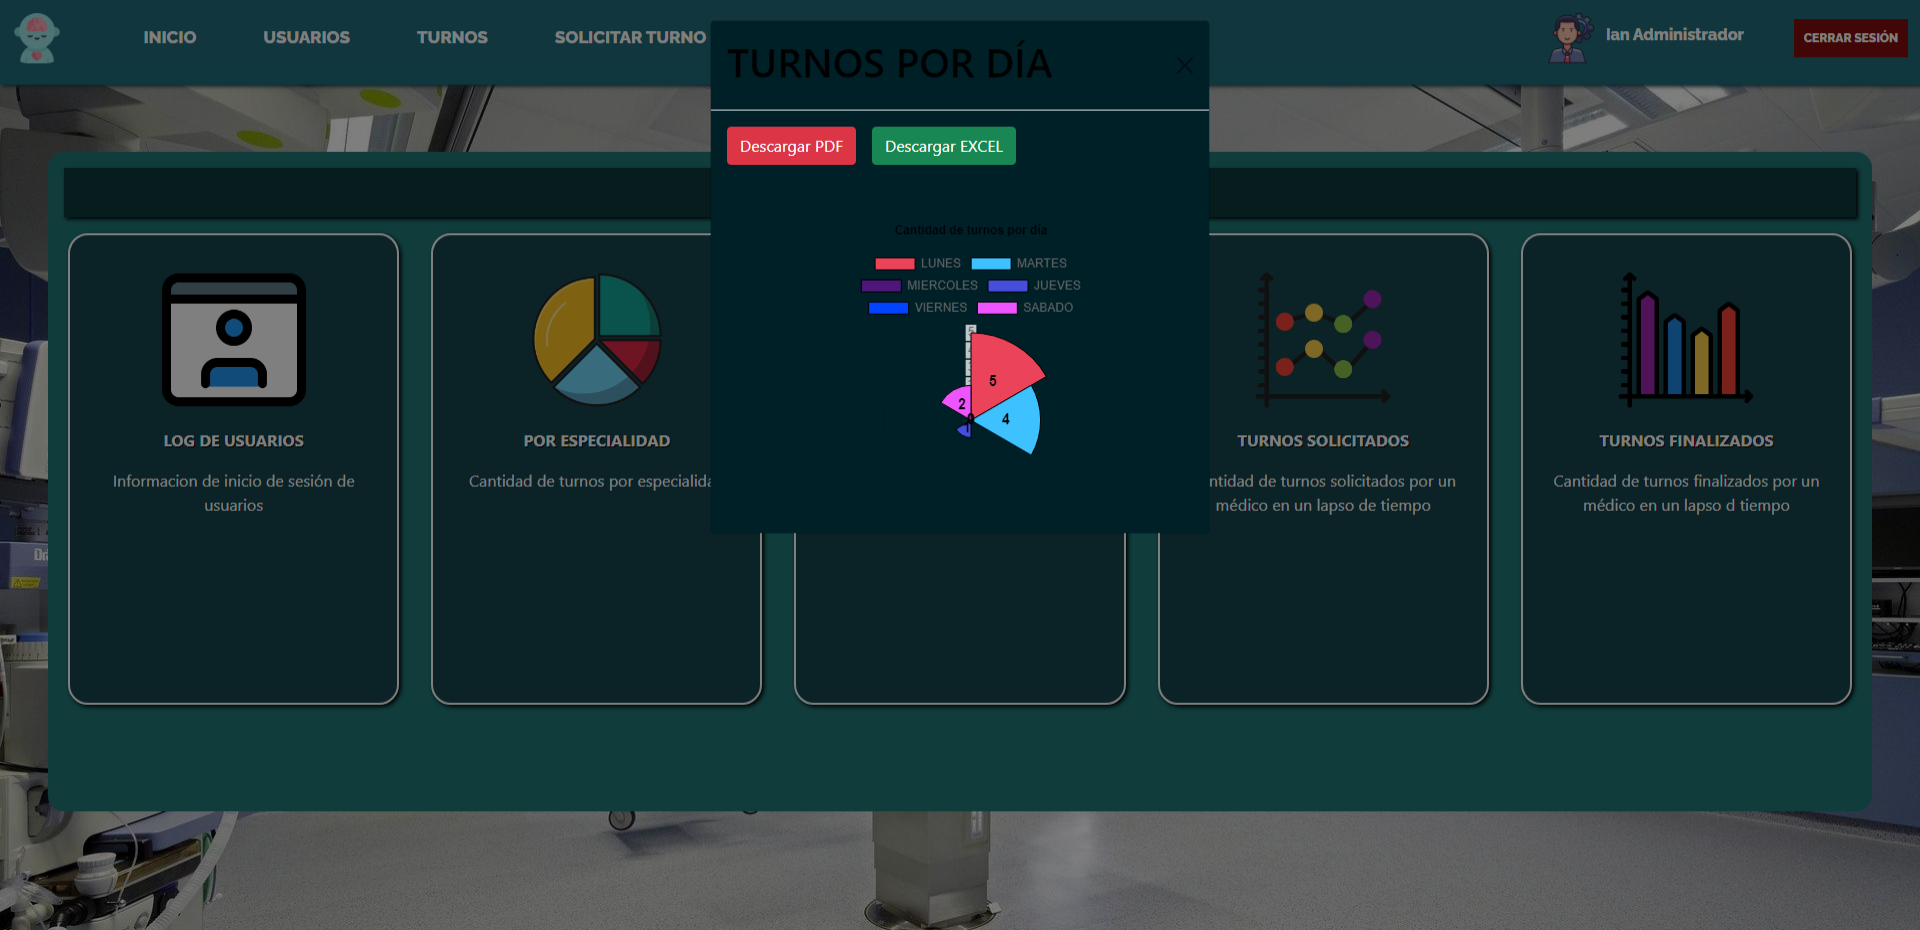 INICIO
USUARIOS
TURNOS
SOLICITAR TURNO
Ian Administrador
CERRAR SESIÓN
TURNOS POR DÍA
Descargar PDF
Descargar EXCEL
Cantidad de turnos por día
LUNES
MARTES
MIERCOLES
JUEVES
VIERNES
SABADO
5
5
4
2
LOG DE USUARIOS
Informacion de inicio de sesión de
usuarios
POR ESPECIALIDAD
Cantidad de turnos por especialida
TURNOS SOLICITADOS
ntidad de turnos solicitados por un
médico en un lapso de tiempo
TURNOS FINALIZADOS
Cantidad de turnos finalizados por un
médico en un lapso d tiempo